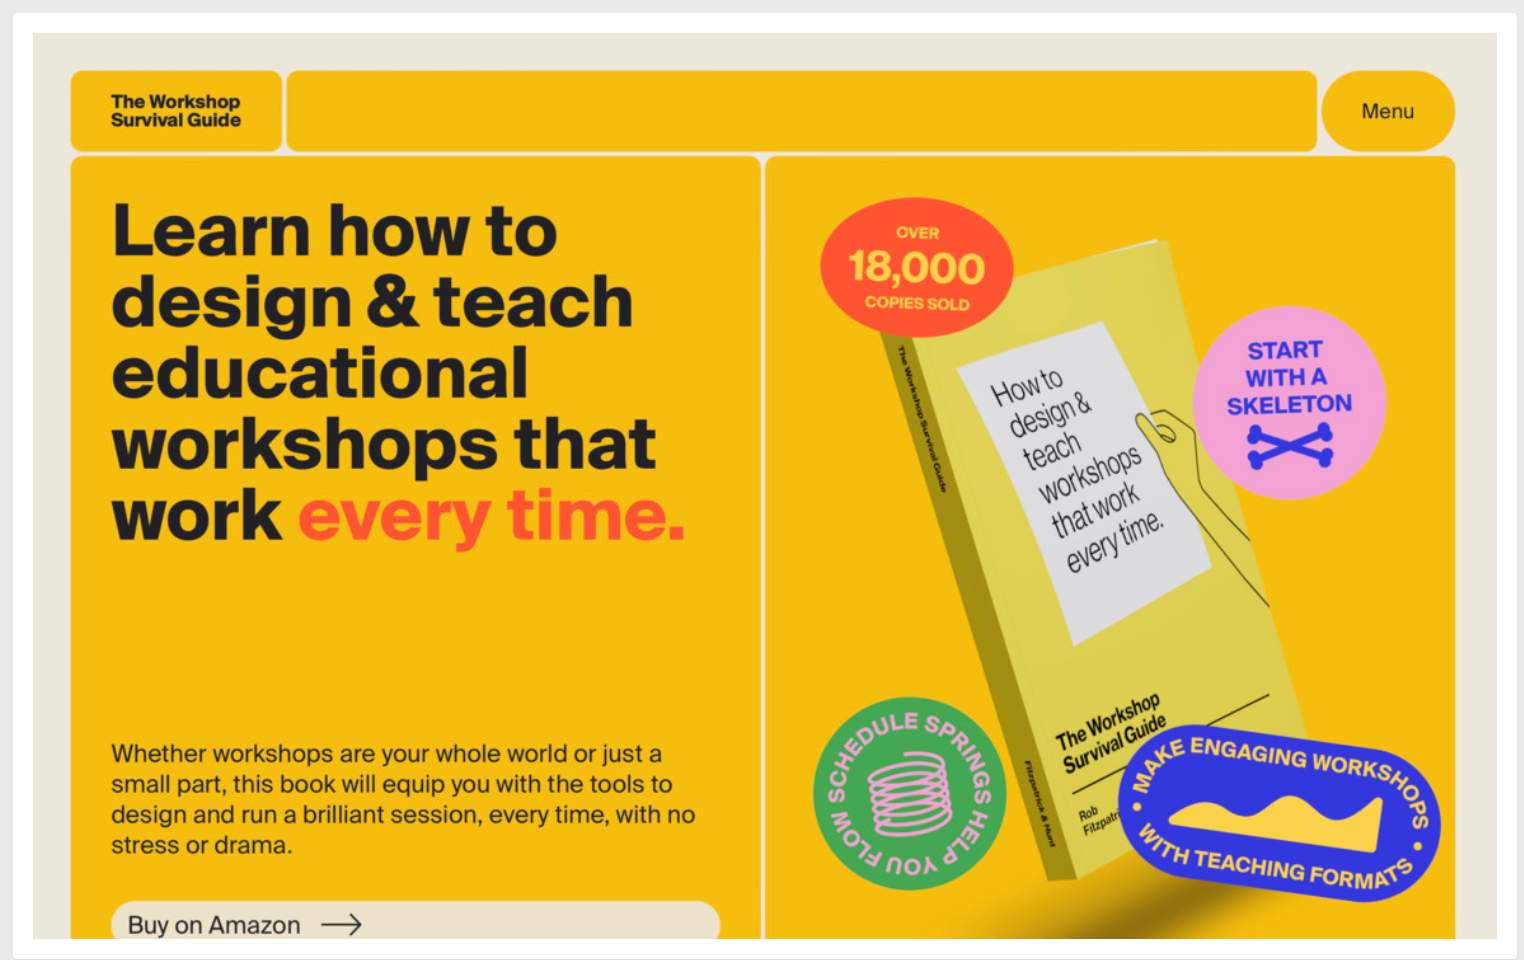 The Workshop
Survival Guide
Menu
Learn how to
design & teach
educational
workshops that
work every time.
Whether workshops are your whole world or just a
small part, this book will equip you with the tools to
design and run a brilliant session, every time, with no
stress or drama.
Buy on Amazon
OVER
18,000
COPIES SOLD
The Workshop Survival Guide
How to
design &
teach
workshops
that work
every time.
START
WITH A
SKELETON
The Workshop
Survival Guide
Rob
Fitzpatrick & Hunt
SCHEDULE SPRINGS HELP YOU FLOW
MAKE ENGAGING WORKSHOPS
WITH TEACHING FORMATS